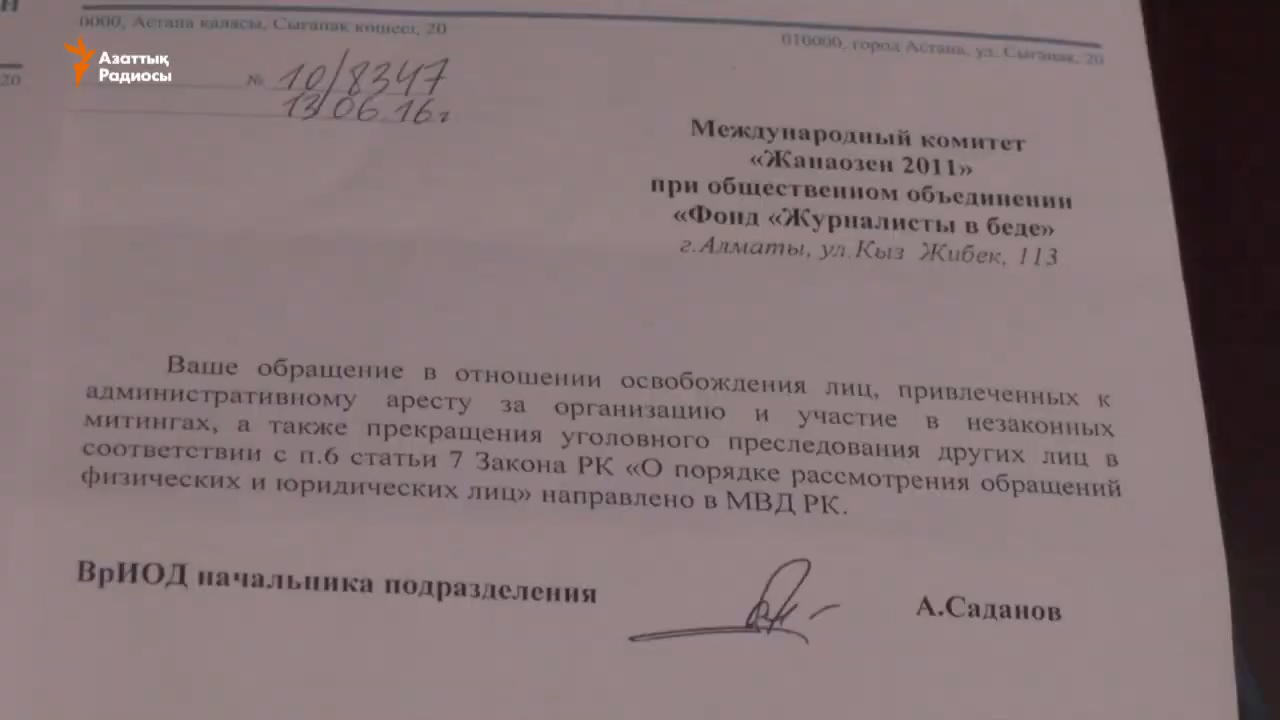 Азаттық
Радиосы
0000, Астана қаласы, Сығанақ көшесі, 20
010000, город Астана, ул. Сыганак, 20
20
№ 10/8347
13/06.16г
Международный комитет
«Жанаозен 2011»
при общественном объединении
«Фонд «Журналисты в беде»
г.Алматы, ул.Кыз Жибек, 113
Ваше обращение в отношении освобождения лиц, привлеченных к
административному аресту за организацию и участие в незаконных
митингах, а также прекращения уголовного преследования других лиц в
соответствии с п.6 статьи 7 Закона РК «О порядке рассмотрения обращений
физических и юридических лиц» направлено в МВД РК.
ВрИОД начальника подразделения
А.Саданов